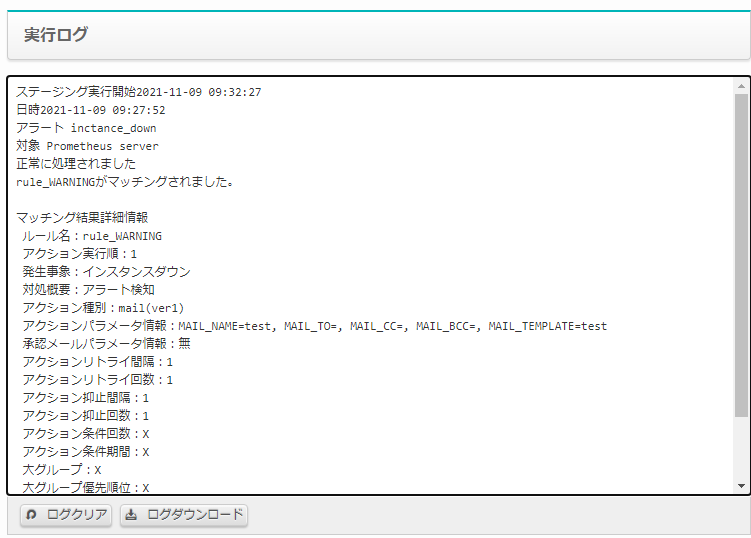 実行ログ
ステージング実行開始2021-11-09 09:32:27
日時2021-11-09 09:27:52
アラート inctance_down
対象 Prometheus server
正常に処理されました
rule_WARNINGがマッチングされました。
マッチング結果詳細情報
ルール名：rule_WARNING
アクション実行順：1
発生事象：インスタンスダウン
対処概要：アラート検知
アクション種別：mail(ver1)
アクションパラメータ情報：MAIL_NAME=test, MAIL_TO=, MAIL_CC=, MAIL_BCC=, MAIL_TEMPLATE=test
承認メールパラメータ情報：無
アクションリトライ間隔：1
アクションリトライ回数：1
アクション抑止間隔：1
アクション抑止回数：1
アクション条件回数：X
アクション条件期間：X
大グループ：X
大グループ優先順位：X
ログクリア ログダウンロード